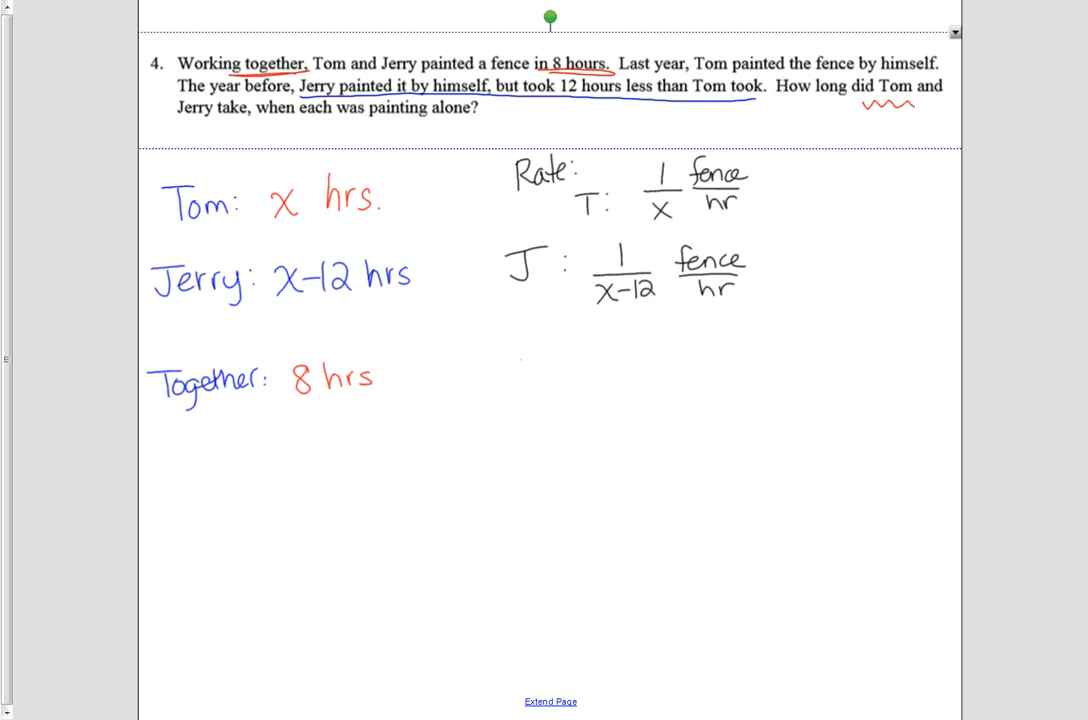 4. Working together, Tom and Jerry painted a fence in 8 hours. Last year, Tom painted the fence by himself.
The year before, Jerry painted it by himself, but took 12 hours less than Tom took. How long did Tom and
Jerry take, when each was painting alone?
Rate:
Tom: x hrs.
T: 1/x fence/hr
Jerry: x-12 hrs
J: 1/x-12 fence/hr
Together: 8 hrs
Extend Page